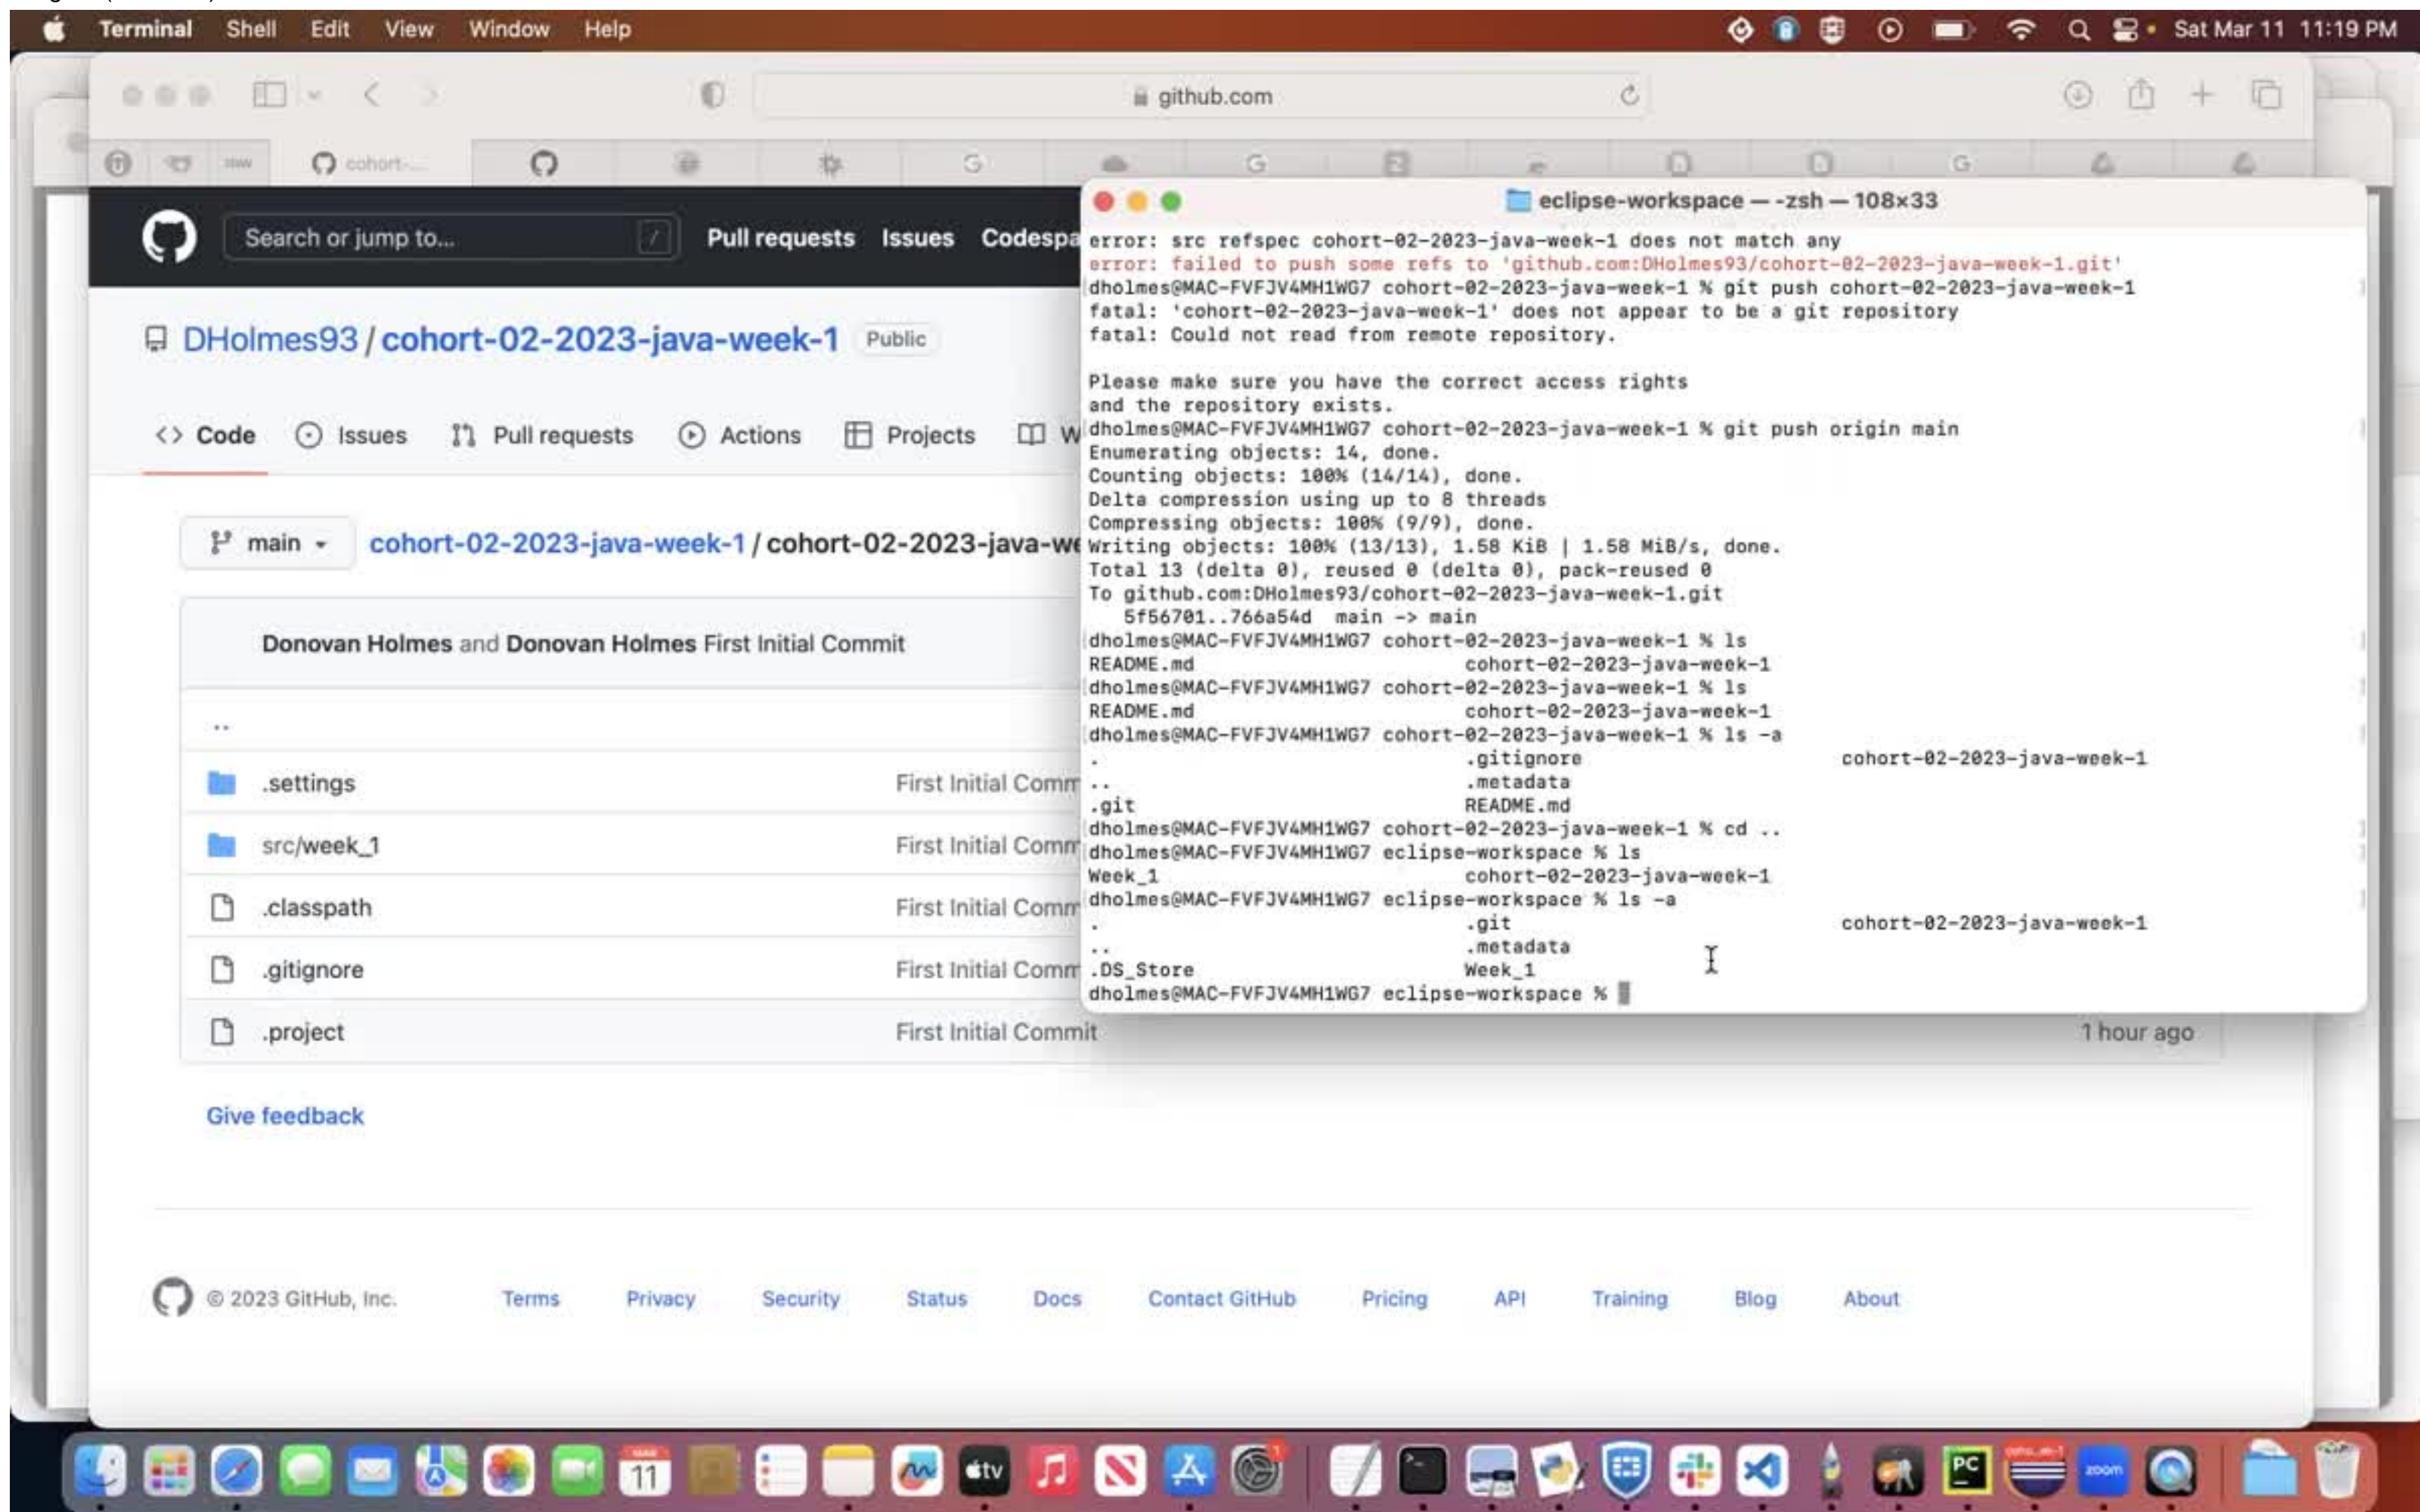 Terminal Shell Edit View Window Help
Sat Mar 11 11:19 PM
github.com
cohort-...
Search or jump to... /
Pull requests Issues Codespa
DHolmes93 / cohort-02-2023-java-week-1 Public
Code Issues Pull requests Actions Projects W
main cohort-02-2023-java-week-1 / cohort-02-2023-java-we
Donovan Holmes and Donovan Holmes First Initial Commit
..
.settings First Initial Comm
src/week_1 First Initial Comm
.classpath First Initial Comm
.gitignore First Initial Comm
.project First Initial Commit 1 hour ago
Give feedback
© 2023 GitHub, Inc. Terms Privacy Security Status Docs Contact GitHub Pricing API Training Blog About
eclipse-workspace — -zsh — 108×33
error: src refspec cohort-02-2023-java-week-1 does not match any
error: failed to push some refs to 'github.com:DHolmes93/cohort-02-2023-java-week-1.git'
dholmes@MAC-FVFJV4MH1WG7 cohort-02-2023-java-week-1 % git push cohort-02-2023-java-week-1
fatal: 'cohort-02-2023-java-week-1' does not appear to be a git repository
fatal: Could not read from remote repository.
Please make sure you have the correct access rights
and the repository exists.
dholmes@MAC-FVFJV4MH1WG7 cohort-02-2023-java-week-1 % git push origin main
Enumerating objects: 14, done.
Counting objects: 100% (14/14), done.
Delta compression using up to 8 threads
Compressing objects: 100% (9/9), done.
Writing objects: 100% (13/13), 1.58 KiB | 1.58 MiB/s, done.
Total 13 (delta 0), reused 0 (delta 0), pack-reused 0
To github.com:DHolmes93/cohort-02-2023-java-week-1.git
5f56701..766a54d main -> main
dholmes@MAC-FVFJV4MH1WG7 cohort-02-2023-java-week-1 % ls
README.md cohort-02-2023-java-week-1
dholmes@MAC-FVFJV4MH1WG7 cohort-02-2023-java-week-1 % ls
README.md cohort-02-2023-java-week-1
dholmes@MAC-FVFJV4MH1WG7 cohort-02-2023-java-week-1 % ls -a
. .gitignore cohort-02-2023-java-week-1
.. .metadata
.git README.md
dholmes@MAC-FVFJV4MH1WG7 cohort-02-2023-java-week-1 % cd ..
dholmes@MAC-FVFJV4MH1WG7 eclipse-workspace % ls
Week_1 cohort-02-2023-java-week-1
dholmes@MAC-FVFJV4MH1WG7 eclipse-workspace % ls -a
. .git cohort-02-2023-java-week-1
.. .metadata
.DS_Store Week_1
dholmes@MAC-FVFJV4MH1WG7 eclipse-workspace %
MAR
11
tv
1
PC
zoom